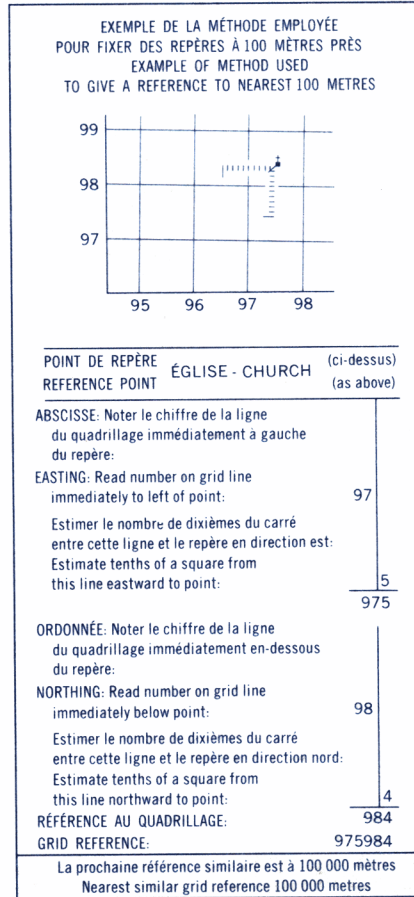 EXEMPLE DE LA MÉTHODE EMPLOYÉE
POUR FIXER DES REPÈRES À 100 MÈTRES PRÈS
EXAMPLE OF METHOD USED
TO GIVE A REFERENCE TO NEAREST 100 METRES
99
98
97
95 96 97 98
POINT DE REPÈRE
REFERENCE POINT
ÉGLISE - CHURCH
(ci-dessus)
(as above)
ABSCISSE: Noter le chiffre de la ligne
du quadrillage immédiatement à gauche
du repère:
EASTING: Read number on grid line
immediately to left of point: 97
Estimer le nombre de dixièmes du carré
entre cette ligne et le repère en direction est:
Estimate tenths of a square from
this line eastward to point: 5
975
ORDONNÉE: Noter le chiffre de la ligne
du quadrillage immédiatement en-dessous
du repère:
NORTHING: Read number on grid line
immediately below point: 98
Estimer le nombre de dixièmes du carré
entre cette ligne et le repère en direction nord:
Estimate tenths of a square from
this line northward to point: 4
RÉFÉRENCE AU QUADRILLAGE: 984
GRID REFERENCE: 975984
La prochaine référence similaire est à 100 000 mètres
Nearest similar grid reference 100 000 metres